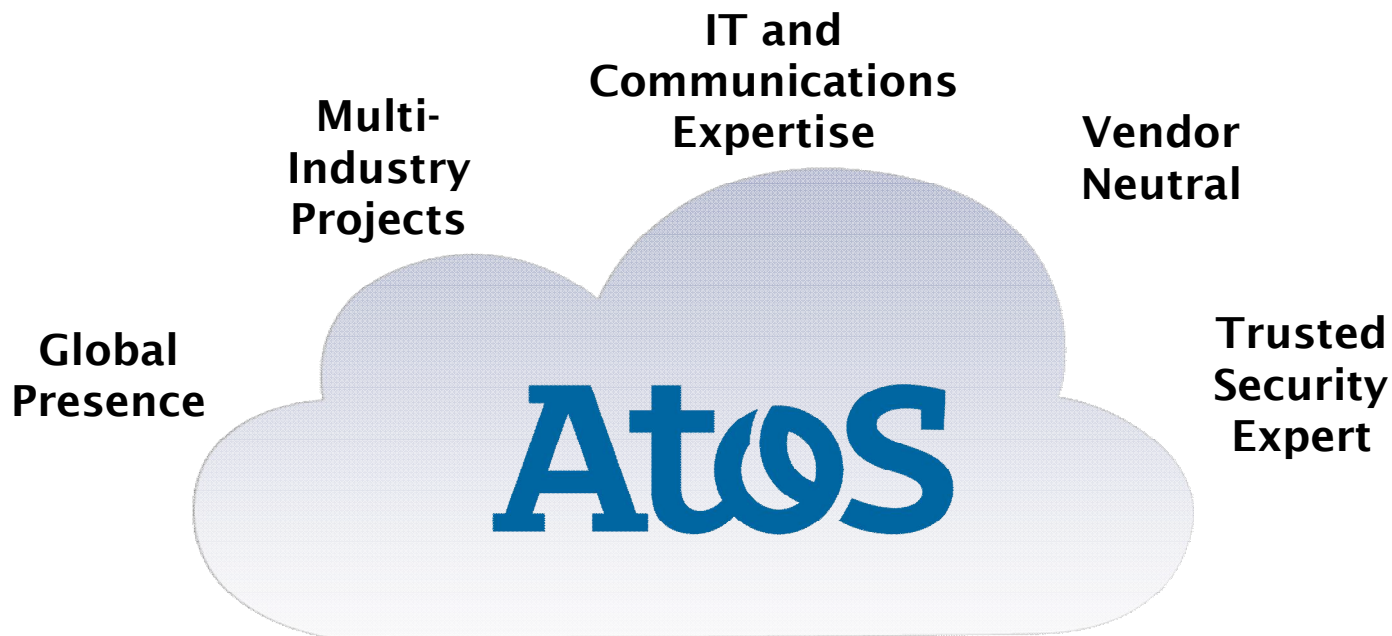 Global
Presence
Multi-
Industry
Projects
IT and
Communications
Expertise
Vendor
Neutral
Trusted
Security
Expert
Atos